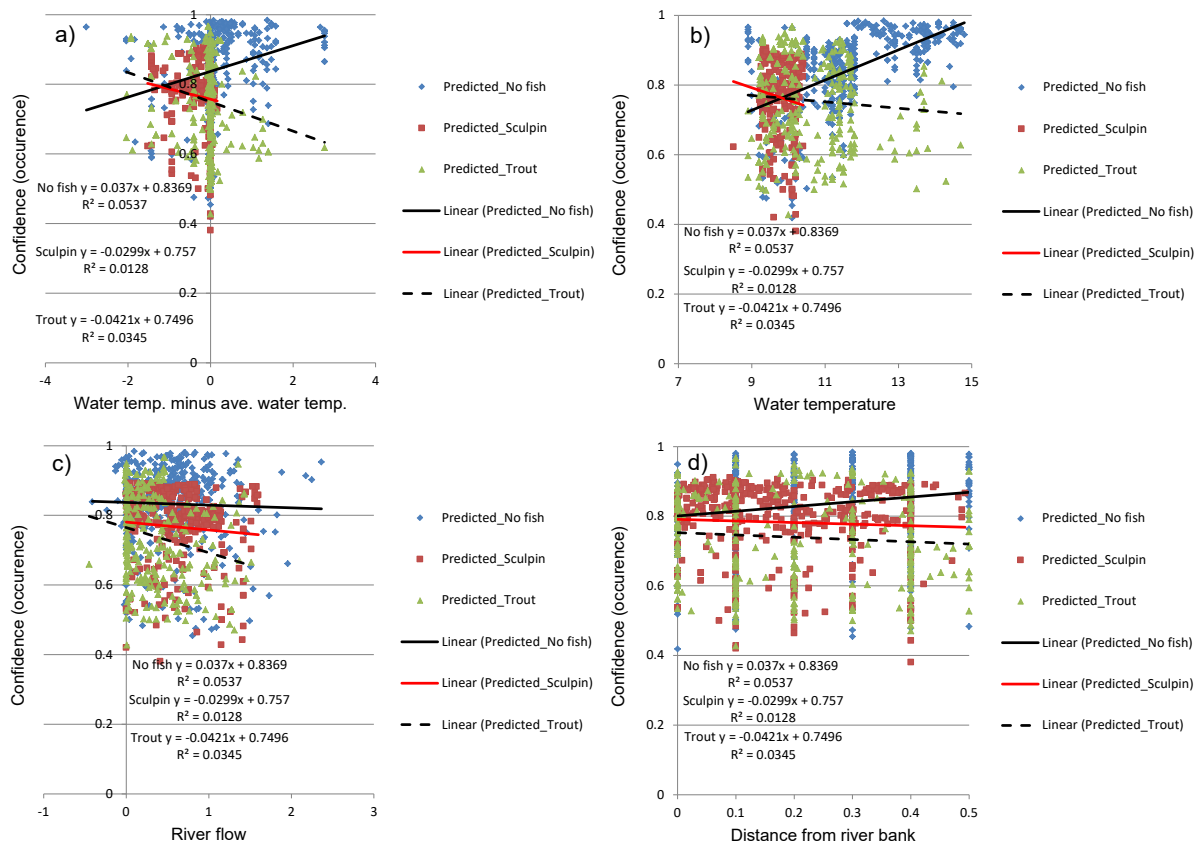 a)
Confidence (occurence)
1
0.8
0.6
0.4
0.2
0
No fish y = 0.037x + 0.8369
R² = 0.0537
Sculpin y = -0.0299x + 0.757
R² = 0.0128
Trout y = -0.0421x + 0.7496
R² = 0.0345
-4
-2
0
2
4
Water temp. minus ave. water temp.
Predicted_No fish
Predicted_Sculpin
Predicted_Trout
Linear (Predicted_No fish)
Linear (Predicted_Sculpin)
Linear (Predicted_Trout)
b)
Confidence (occurence)
1
0.8
0.6
0.4
0.2
0
No fish y = 0.037x + 0.8369
R² = 0.0537
Sculpin y = -0.0299x + 0.757
R² = 0.0128
Trout y = -0.0421x + 0.7496
R² = 0.0345
7
9
11
13
15
Water temperature
Predicted_No fish
Predicted_Sculpin
Predicted_Trout
Linear (Predicted_No fish)
Linear (Predicted_Sculpin)
Linear (Predicted_Trout)
c)
Confidence (occurence)
1
0.8
0.6
0.4
0.2
0
No fish y = 0.037x + 0.8369
R² = 0.0537
Sculpin y = -0.0299x + 0.757
R² = 0.0128
Trout y = -0.0421x + 0.7496
R² = 0.0345
-1
0
1
2
3
River flow
Predicted_No fish
Predicted_Sculpin
Predicted_Trout
Linear (Predicted_No fish)
Linear (Predicted_Sculpin)
Linear (Predicted_Trout)
d)
Confidence (occurence)
1
0.8
0.6
0.4
0.2
0
No fish y = 0.037x + 0.8369
R² = 0.0537
Sculpin y = -0.0299x + 0.757
R² = 0.0128
Trout y = -0.0421x + 0.7496
R² = 0.0345
0
0.1
0.2
0.3
0.4
0.5
Distance from river bank
Predicted_No fish
Predicted_Sculpin
Predicted_Trout
Linear (Predicted_No fish)
Linear (Predicted_Sculpin)
Linear (Predicted_Trout)